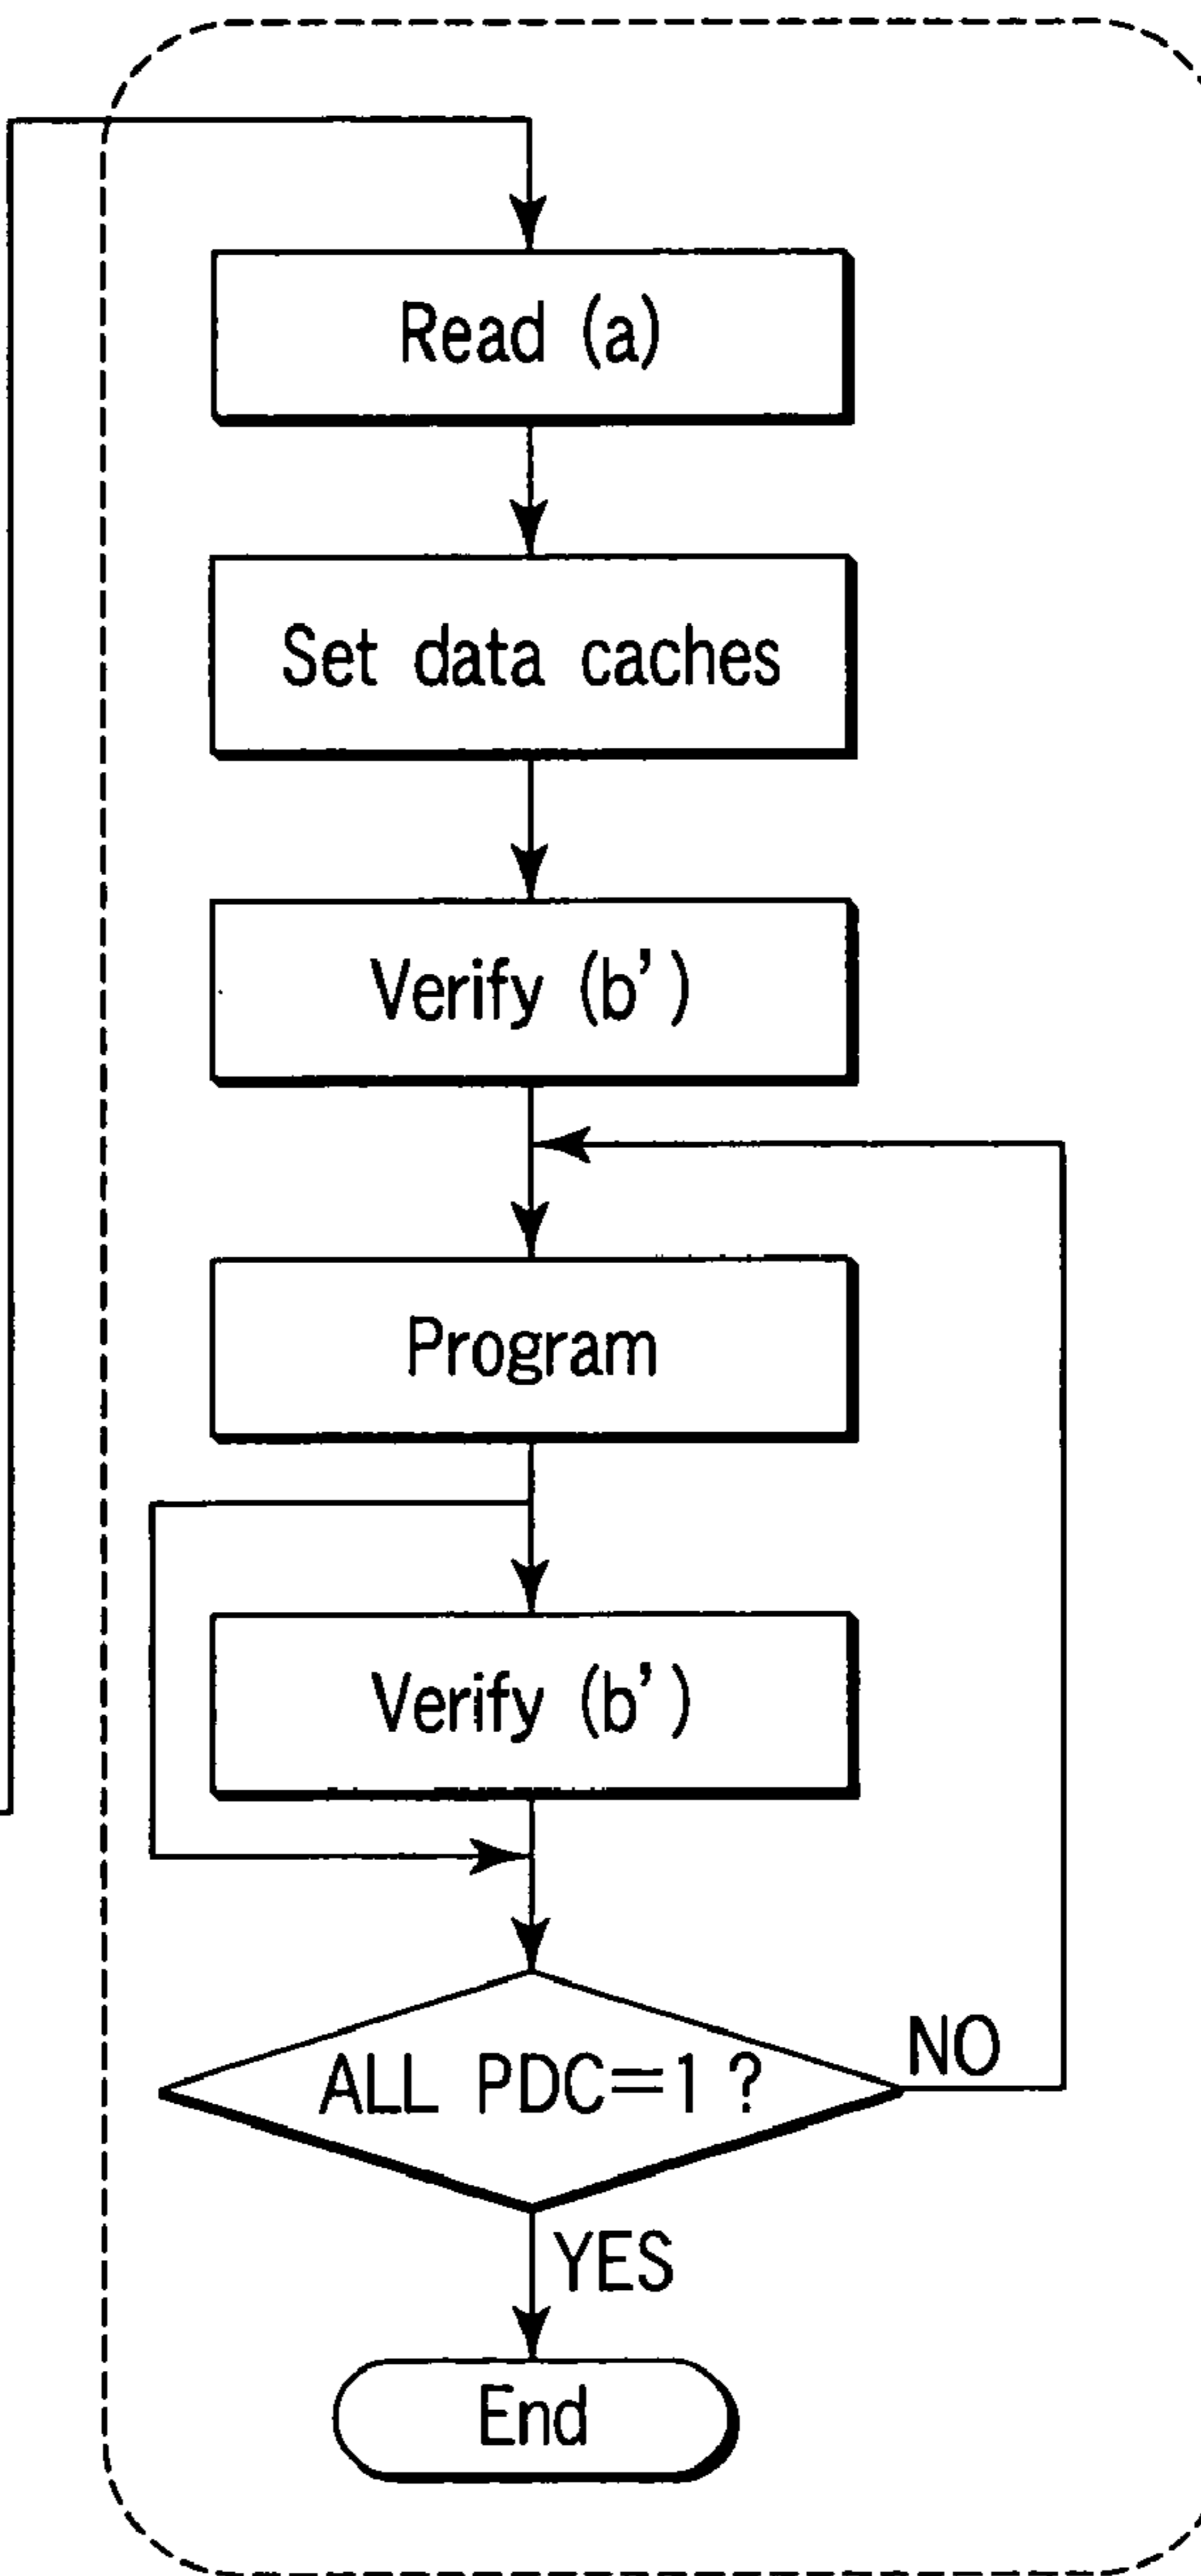 Read (a)
Set data caches
Verify (b')
Program
Verify (b')
ALL PDC=1 ?
NO
YES
End